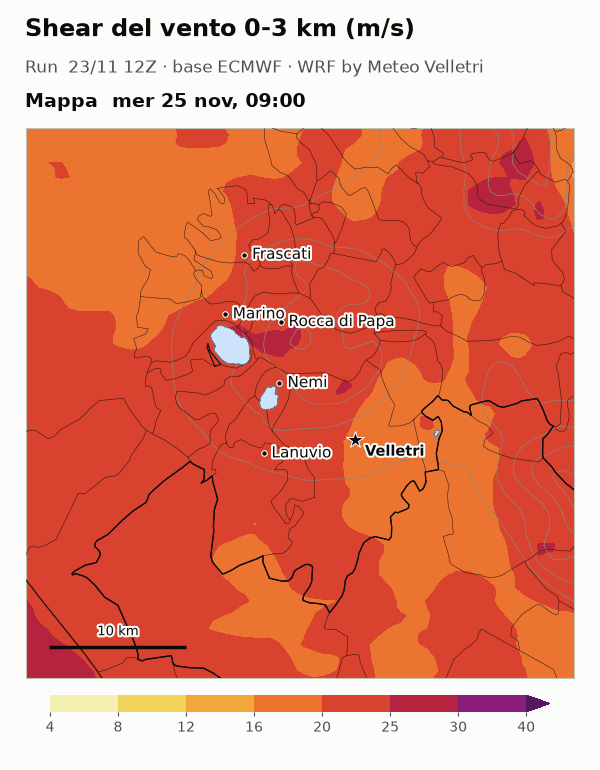 Shear del vento 0-3 km (m/s)
Run  23/11 12Z · base ECMWF · WRF by Meteo Velletri
Mappa  mer 25 nov, 09:00
Frascati
Marino
Rocca di Papa
Nemi
Velletri
Lanuvio
10 km
4 8 12 16 20 25 30 40